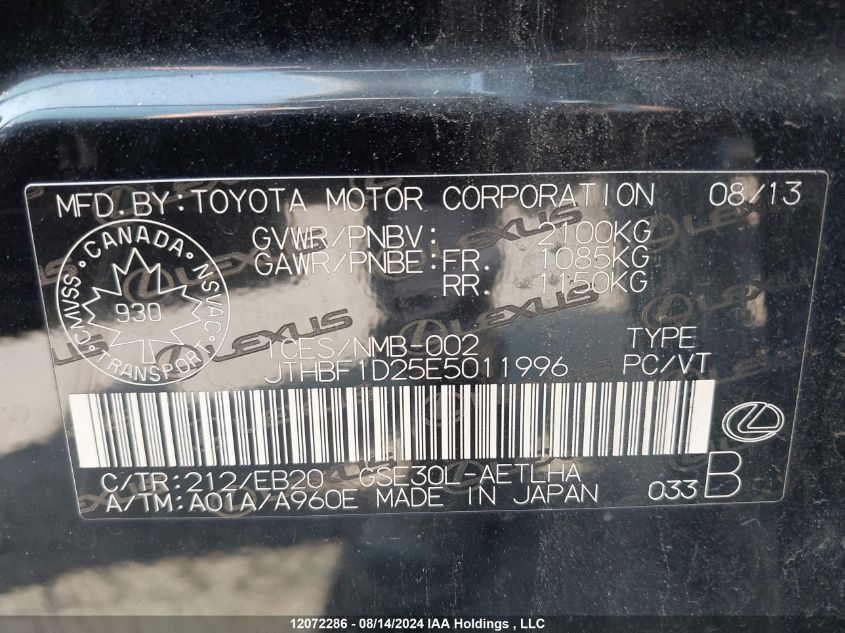 MFD.BY:TOYOTA MOTOR CORPORATION 08/13
GVWR/PNBV: 2100KG
GAWR/PNBE:FR. 1085KG
RR. 1150KG
CANADA
CMVSS NSVAC
930
TRANSPORT
LEXUS LEXUS
ICES/NMB-002 TYPE
JTHBF1D25E5011996 PC/VT
C/TR:212/EB20 GSE30L-AETLHA
A/TM:A01A/A960E MADE IN JAPAN 033 B
12072286 - 08/14/2024 IAA Holdings , LLC